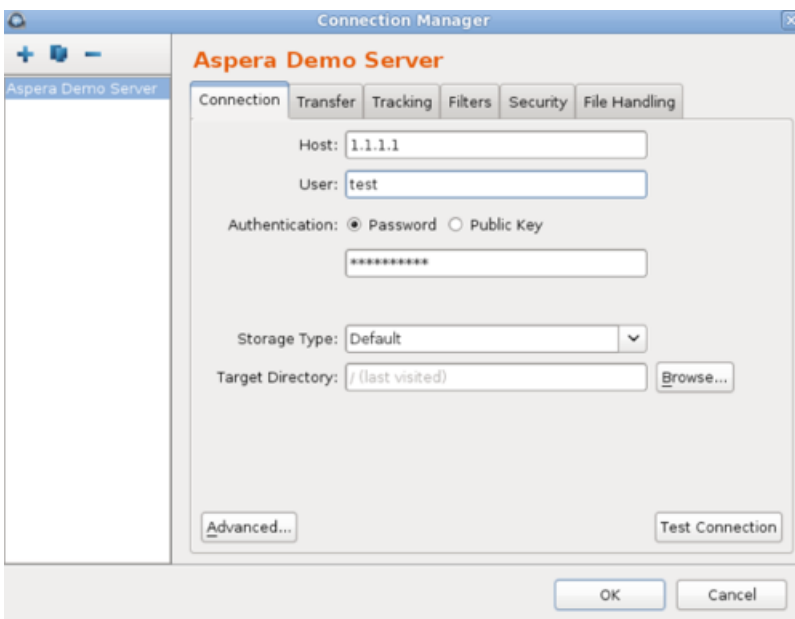 Connection Manager
Aspera Demo Server
Aspera Demo Server
Connection Transfer Tracking Filters Security File Handling
Host: 1.1.1.1
User: test
Authentication: Password Public Key
**********
Storage Type: Default
Target Directory: / (last visited) Browse...
Advanced... Test Connection
OK Cancel